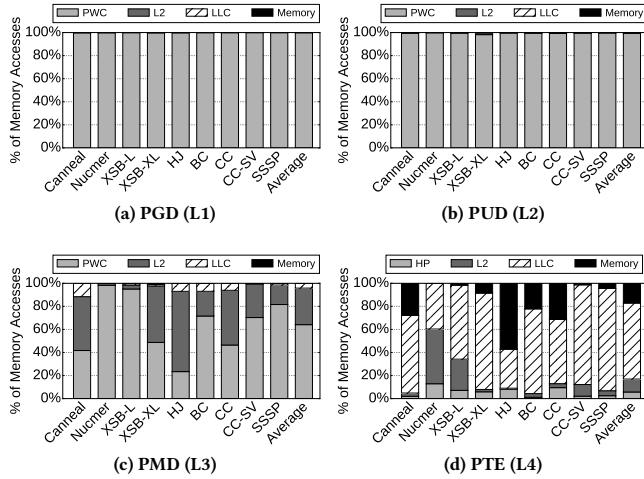 PWC L2 LLC Memory
% of Memory Accesses
100%
80%
60%
40%
20%
0%
Canneal Nucmer XSB-L XSB-XL HJ BC CC CC-SV SSSP Average
(a) PGD (L1)
PWC L2 LLC Memory
% of Memory Accesses
100%
80%
60%
40%
20%
0%
Canneal Nucmer XSB-L XSB-XL HJ BC CC CC-SV SSSP Average
(b) PUD (L2)
PWC L2 LLC Memory
% of Memory Accesses
100%
80%
60%
40%
20%
0%
Canneal Nucmer XSB-L XSB-XL HJ BC CC CC-SV SSSP Average
(c) PMD (L3)
HP L2 LLC Memory
% of Memory Accesses
100%
80%
60%
40%
20%
0%
Canneal Nucmer XSB-L XSB-XL HJ BC CC CC-SV SSSP Average
(d) PTE (L4)